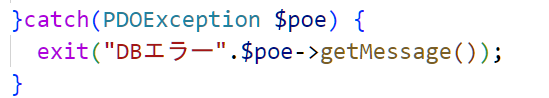 }catch(PDOException $poe) {
  exit("DBエラー".$poe->getMessage());
}